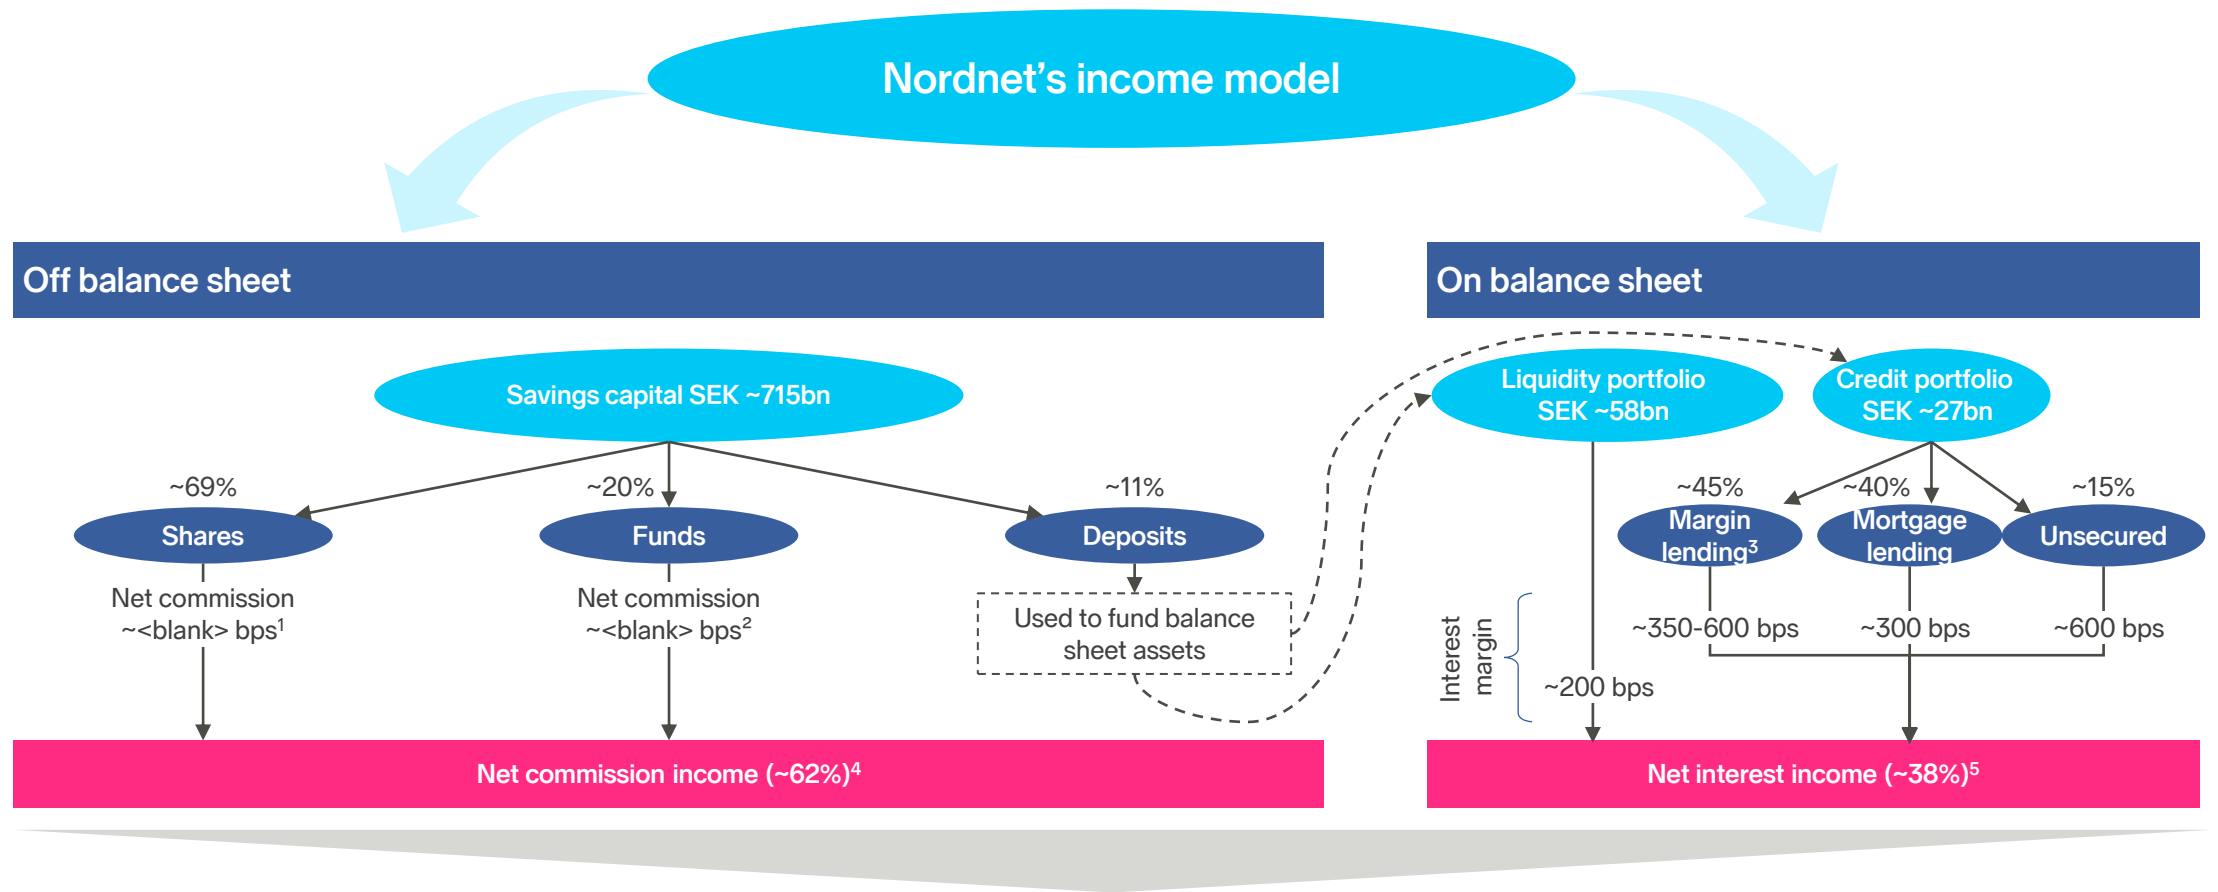 Nordnet's income model
Off balance sheet
On balance sheet
Savings capital SEK ~715bn
~69%
Shares
Net commission
~<blank> bps¹
~20%
Funds
Net commission
~<blank> bps²
~11%
Deposits
Used to fund balance
sheet assets
Net commission income (~62%)⁴
Liquidity portfolio
SEK ~58bn
Credit portfolio
SEK ~27bn
~45%
Margin
lending³
~40%
Mortgage
lending
~15%
Unsecured
Interest
margin
~200 bps
~350-600 bps
~300 bps
~600 bps
Net interest income (~38%)⁵